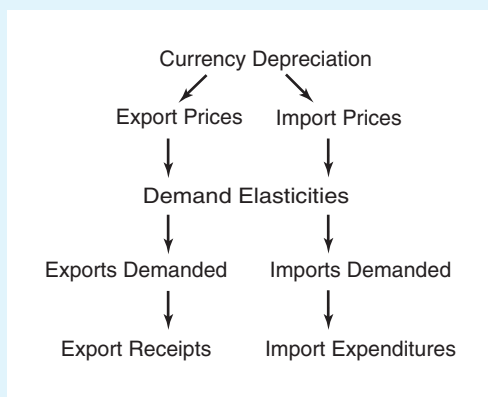 Currency Depreciation
Export Prices Import Prices
Demand Elasticities
Exports Demanded Imports Demanded
Export Receipts Import Expenditures